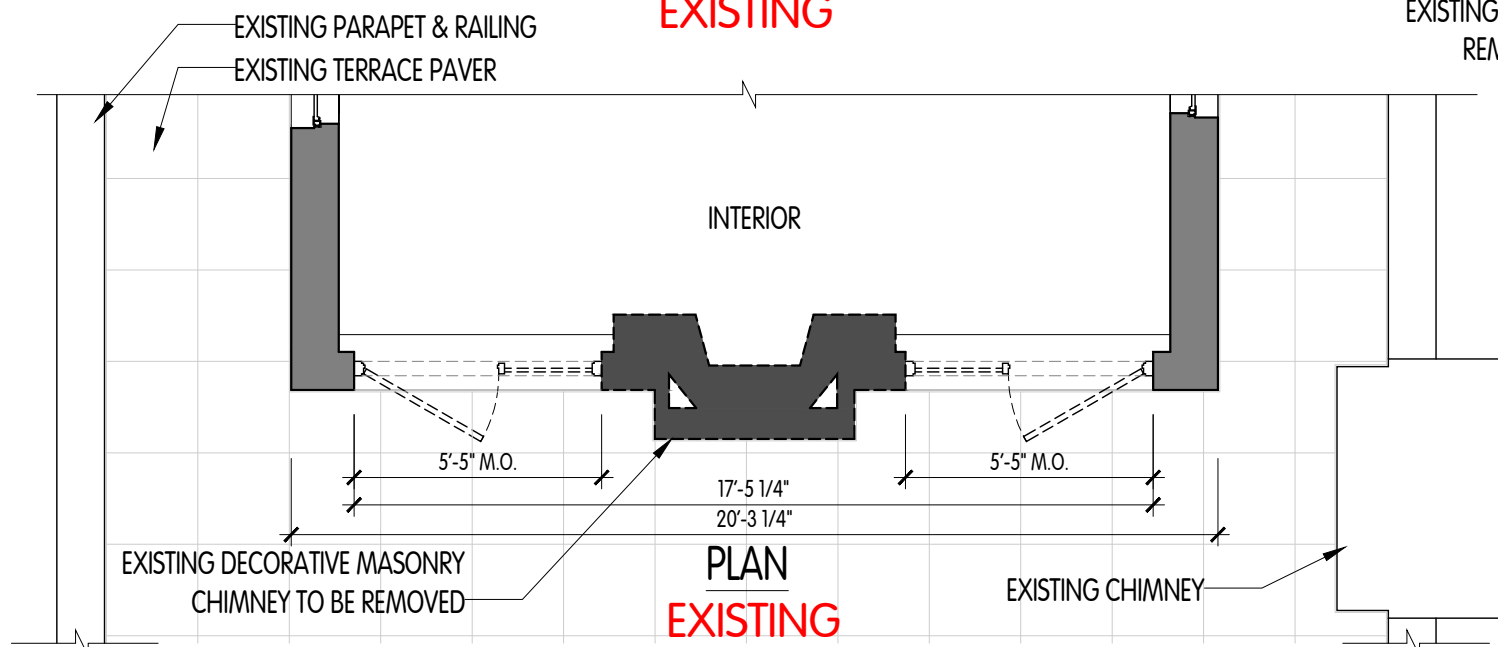 EXISTING
EXISTING PARAPET & RAILING
EXISTING TERRACE PAVER
EXISTING
INTERIOR
5'-5" M.O.
5'-5" M.O.
17'-5 1/4"
20'-3 1/4"
EXISTING DECORATIVE MASONRY
CHIMNEY TO BE REMOVED
PLAN
EXISTING
EXISTING CHIMNEY